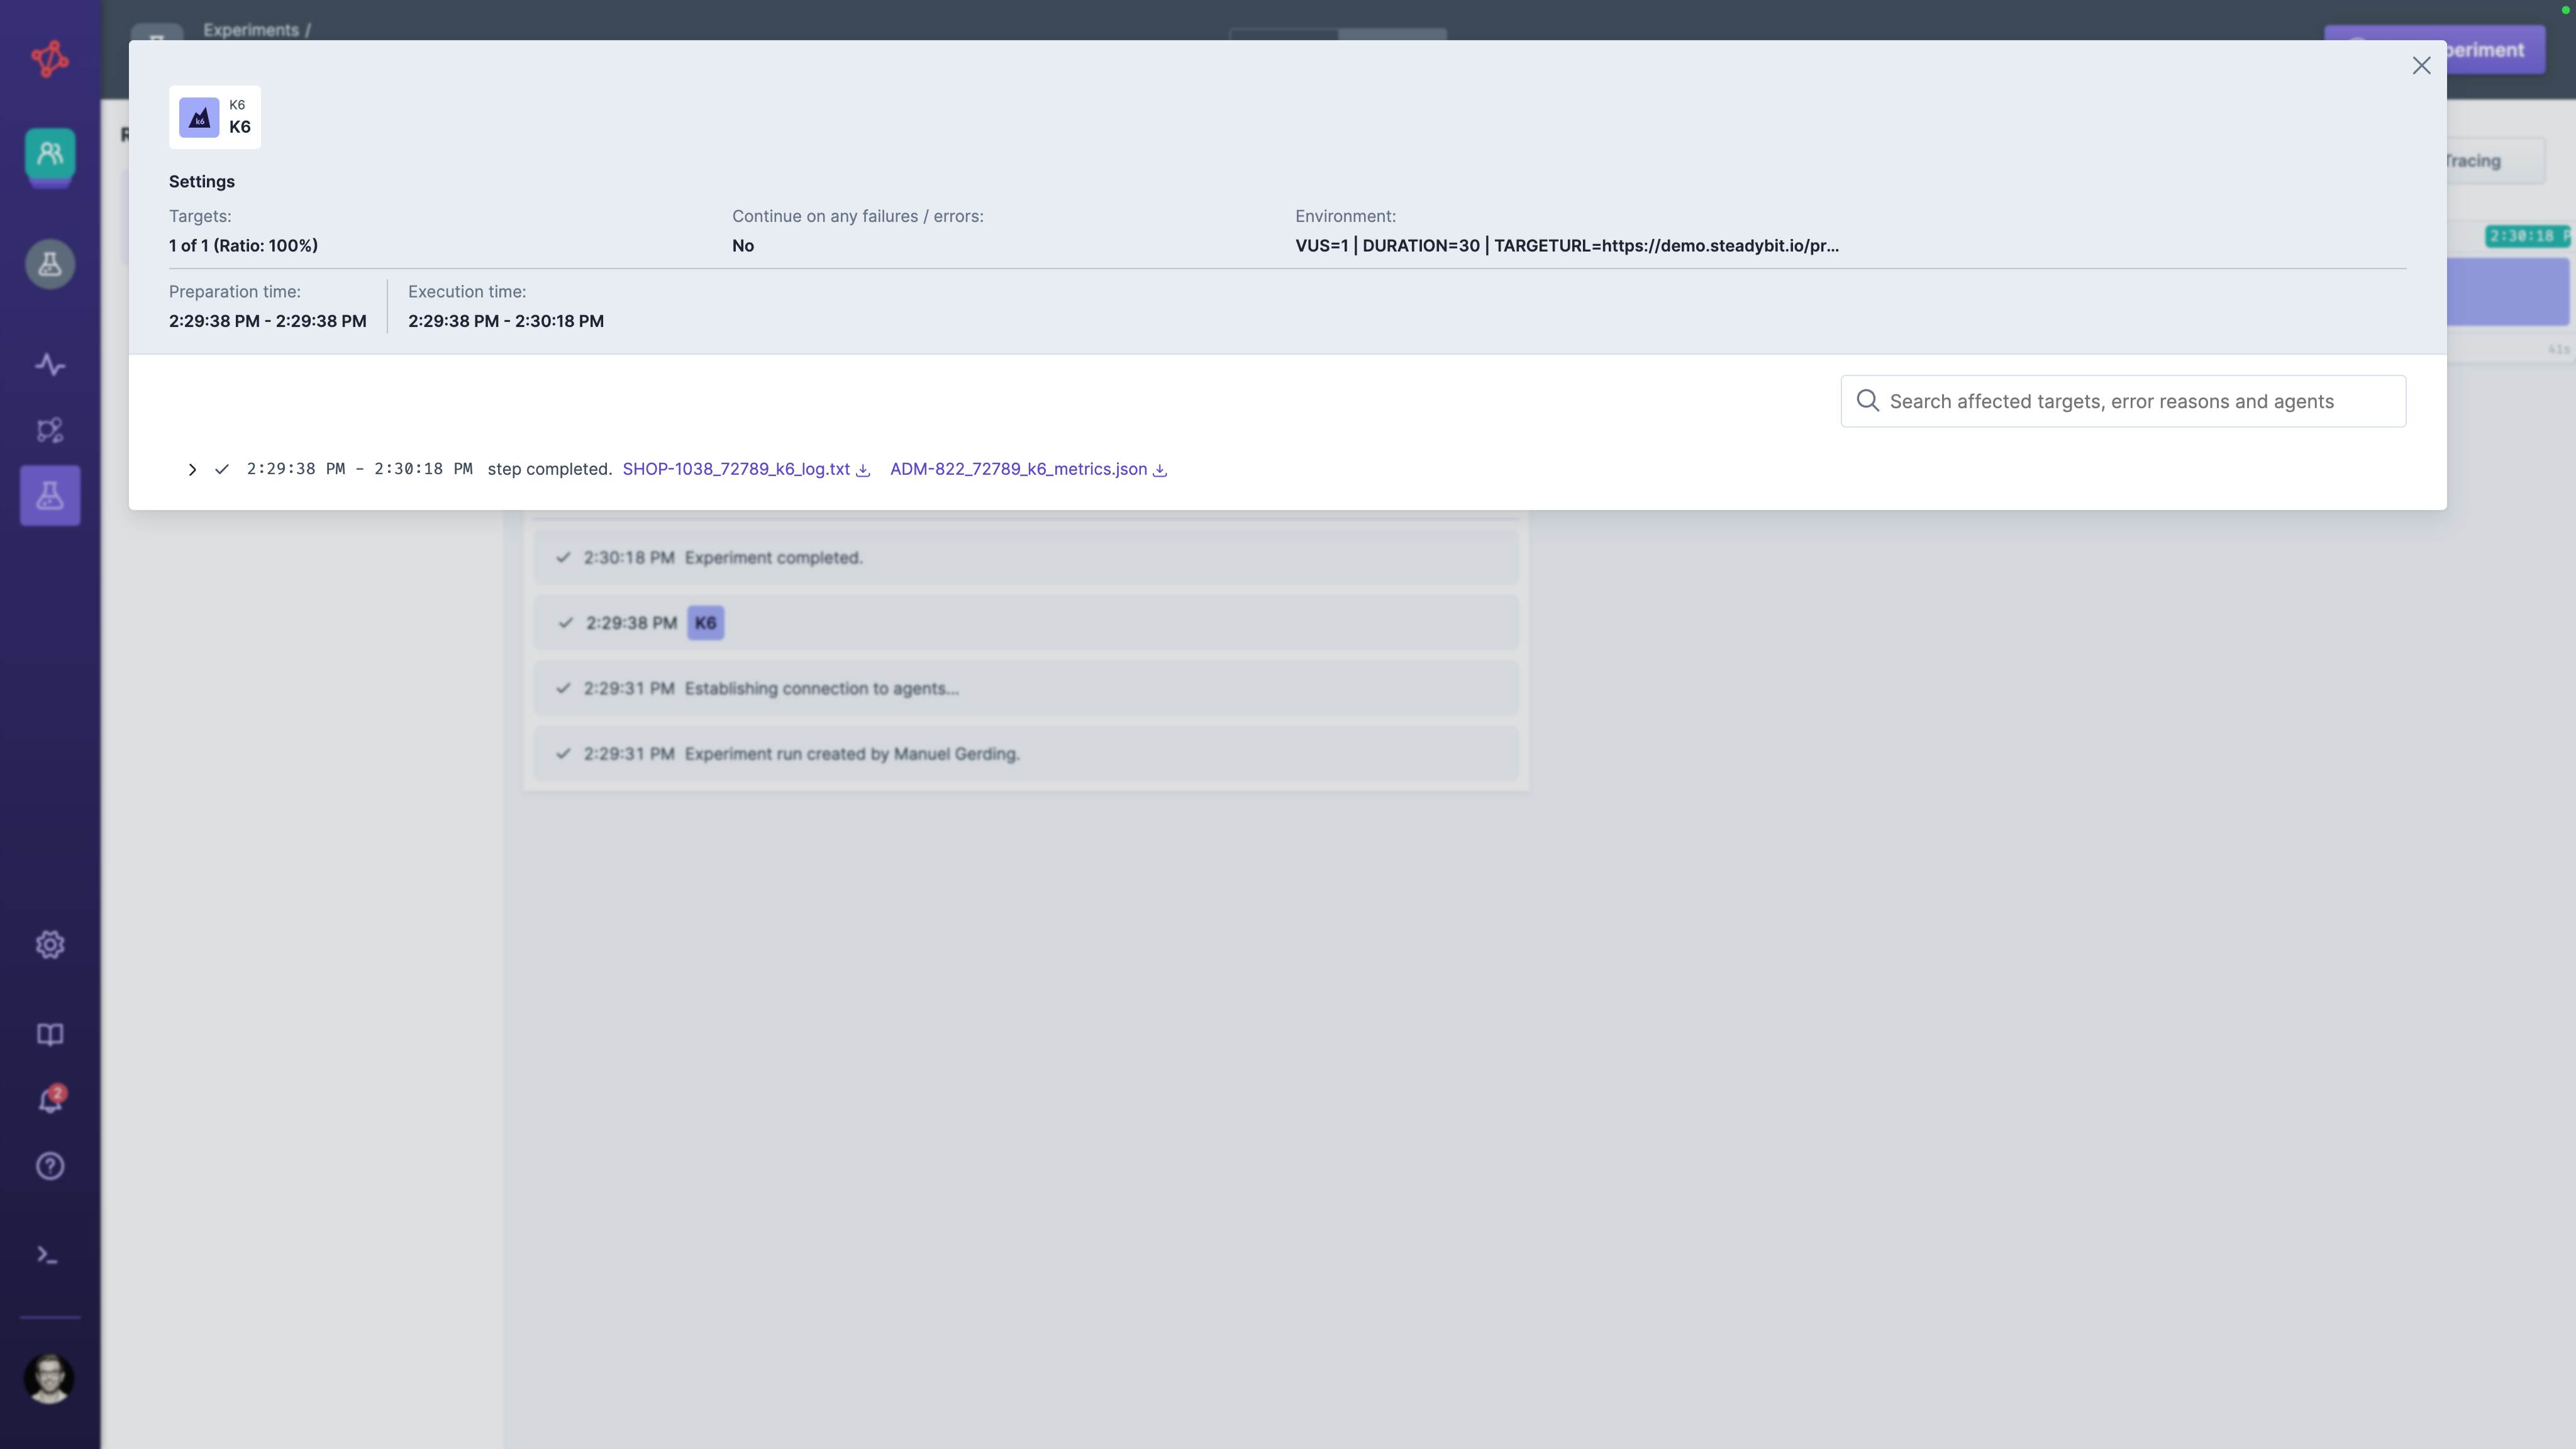 Experiments /
periment
K6
K6
Settings
Targets:
1 of 1 (Ratio: 100%)
Continue on any failures / errors:
No
Environment:
VUS=1 | DURATION=30 | TARGETURL=https://demo.steadybit.io/pr...
Preparation time:
2:29:38 PM - 2:29:38 PM
Execution time:
2:29:38 PM - 2:30:18 PM
Tracing
2:30:18 P
41s
Search affected targets, error reasons and agents
2:29:38 PM - 2:30:18 PM step completed. SHOP-1038_72789_k6_log.txt ADM-822_72789_k6_metrics.json
2:30:18 PM Experiment completed.
2:29:38 PM K6
2:29:31 PM Establishing connection to agents...
2:29:31 PM Experiment run created by Manuel Gerding.
2
k6